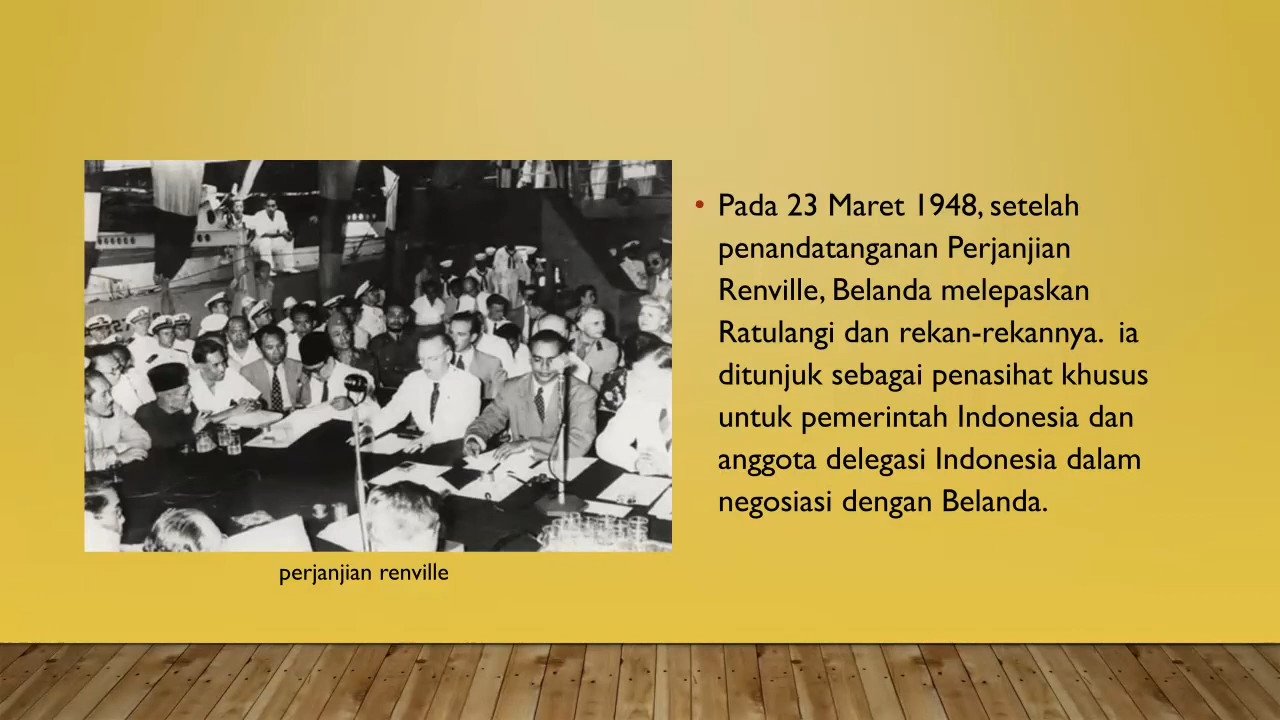 • Pada 23 Maret 1948, setelah
penandatanganan Perjanjian
Renville, Belanda melepaskan
Ratulangi dan rekan-rekannya.  ia
ditunjuk sebagai penasihat khusus
untuk pemerintah Indonesia dan
anggota delegasi Indonesia dalam
negosiasi dengan Belanda.
perjanjian renville